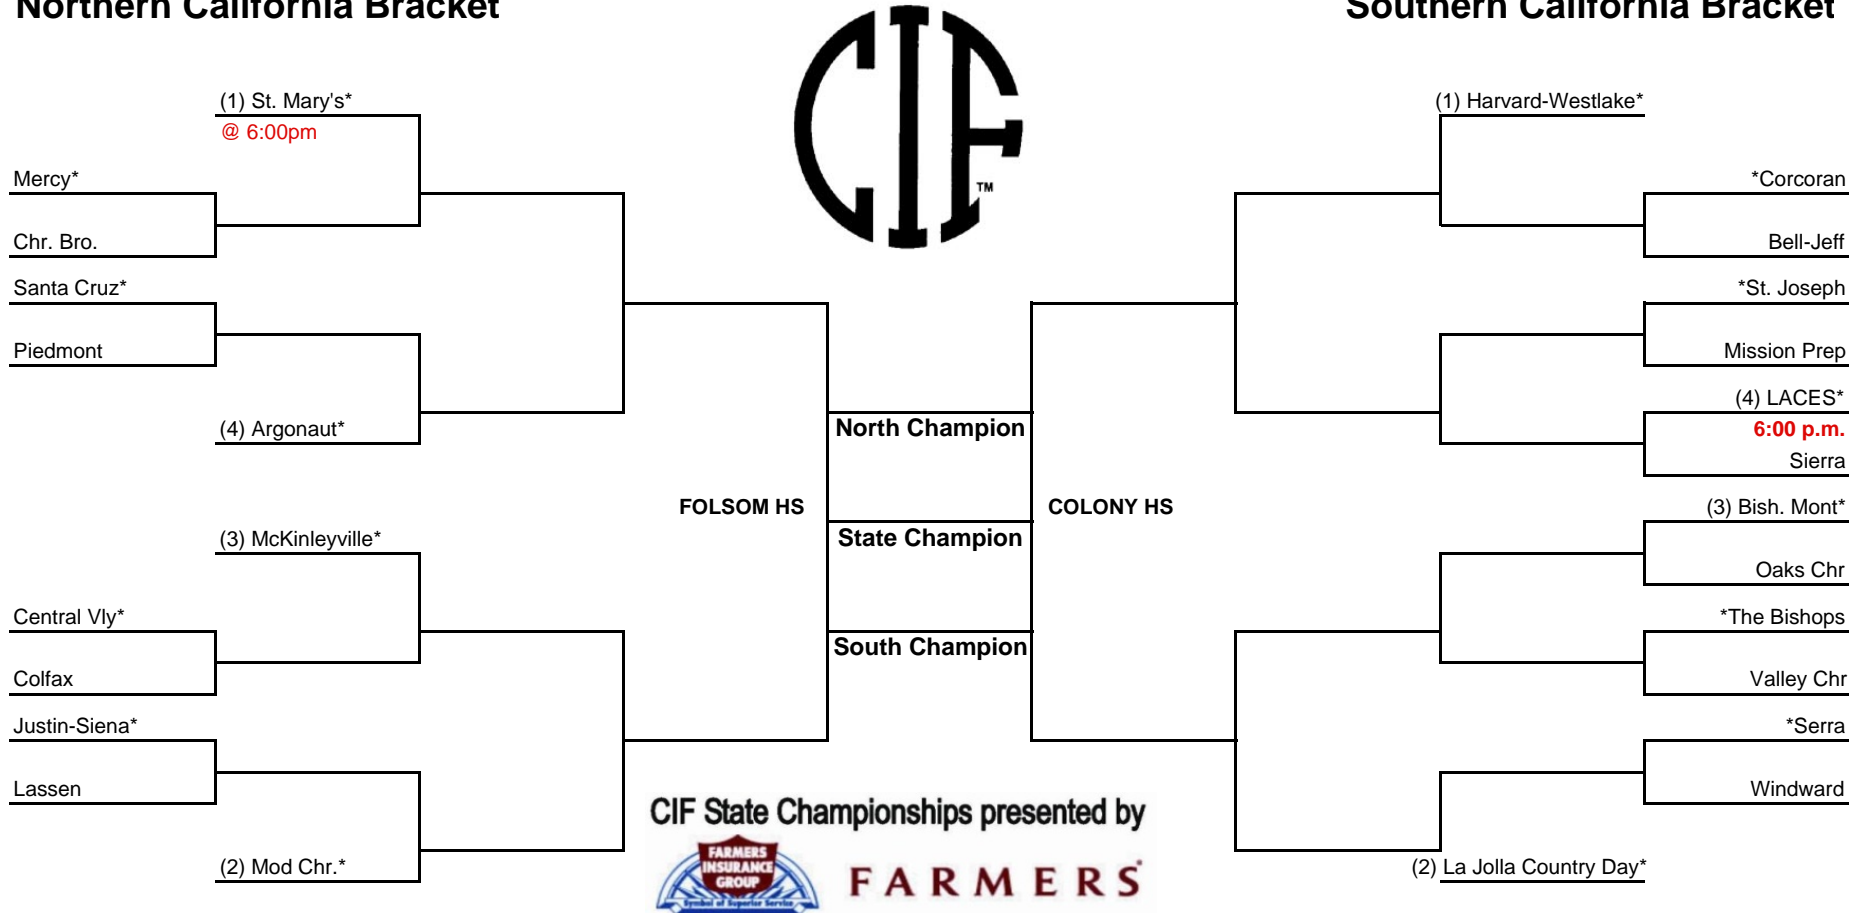 Northern California Bracket
Southern California Bracket
CIF
TM
(1) St. Mary's*
@ 6:00pm
Mercy*
Chr. Bro.
Santa Cruz*
Piedmont
(4) Argonaut*
(3) McKinleyville*
Central Vly*
Colfax
Justin-Siena*
Lassen
(2) Mod Chr.*
FOLSOM HS
North Champion
State Champion
South Champion
COLONY HS
(1) Harvard-Westlake*
*Corcoran
Bell-Jeff
*St. Joseph
Mission Prep
(4) LACES*
6:00 p.m.
Sierra
(3) Bish. Mont*
Oaks Chr
*The Bishops
Valley Chr
*Serra
Windward
(2) La Jolla Country Day*
CIF State Championships presented by
FARMERS
INSURANCE
GROUP
Symbol of Superior Service
FARMERS